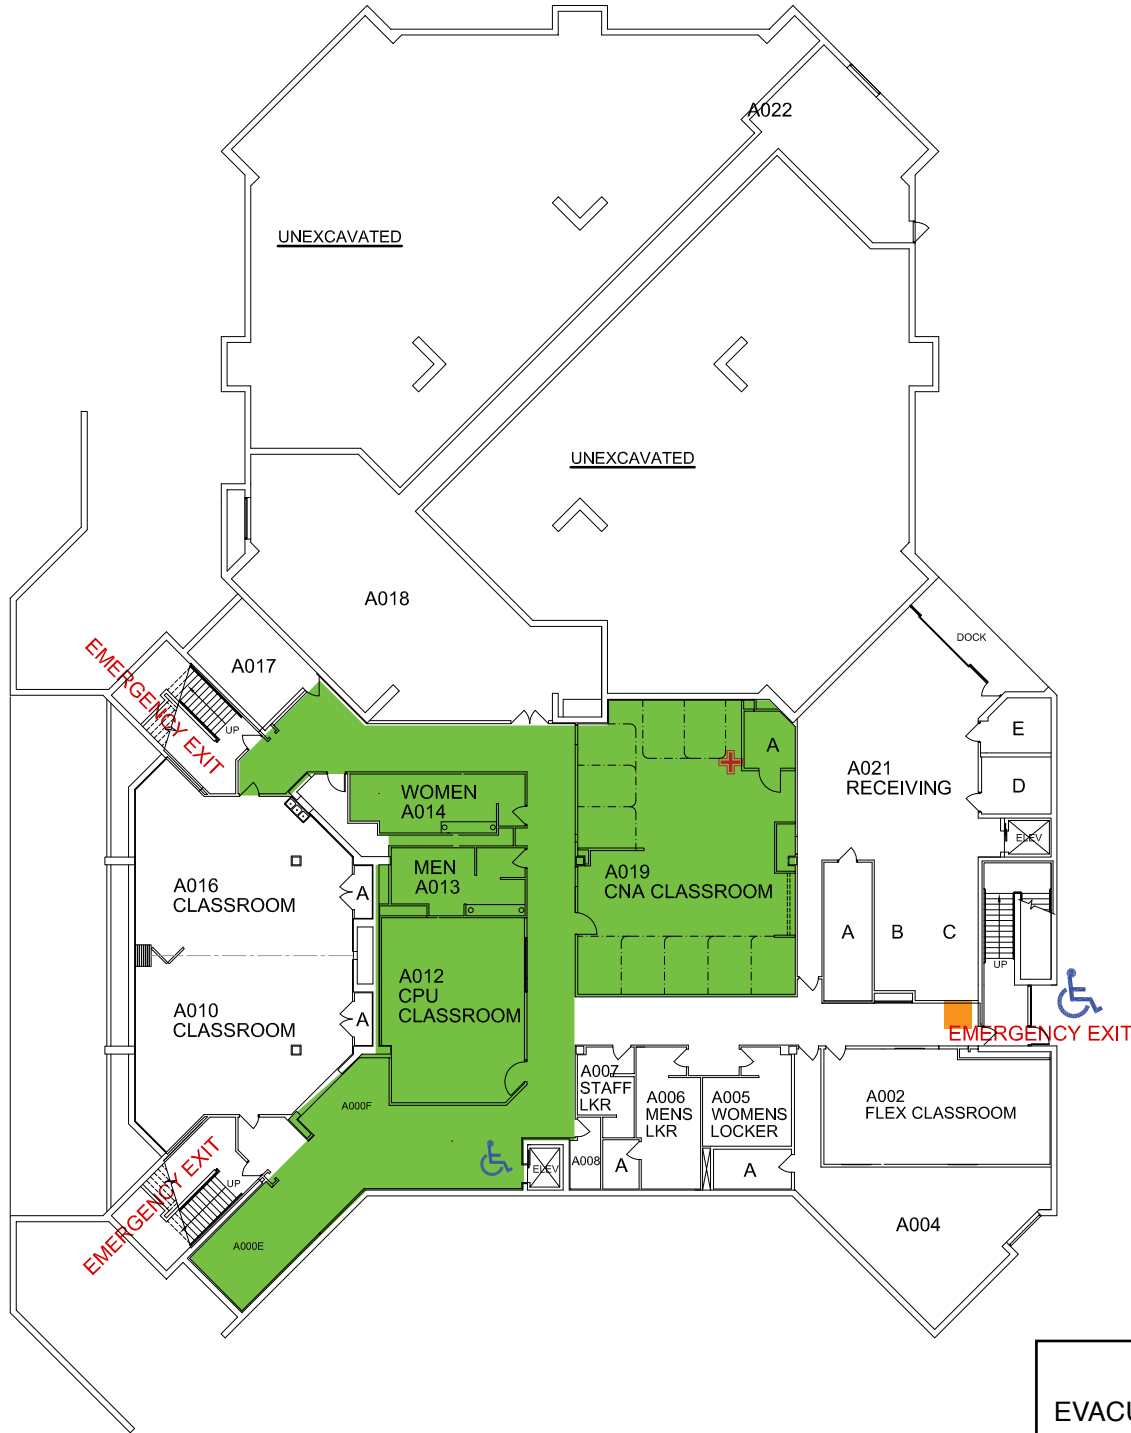 A022
UNEXCAVATED
UNEXCAVATED
A018
DOCK
A017
EMERGENCY EXIT
UP
E
A
A021
RECEIVING
D
WOMEN
A014
ELEV
MEN
A013
A019
CNA CLASSROOM
A016
CLASSROOM
A
A
B
C
UP
A012
CPU
CLASSROOM
A010
CLASSROOM
A
EMERGENCY EXIT
A007
STAFF
LKR
A006
MENS
LKR
A005
WOMENS
LOCKER
A002
FLEX CLASSROOM
A000F
A008
A
A
ELEV
EMERGENCY EXIT
UP
A004
A000E
EVACU